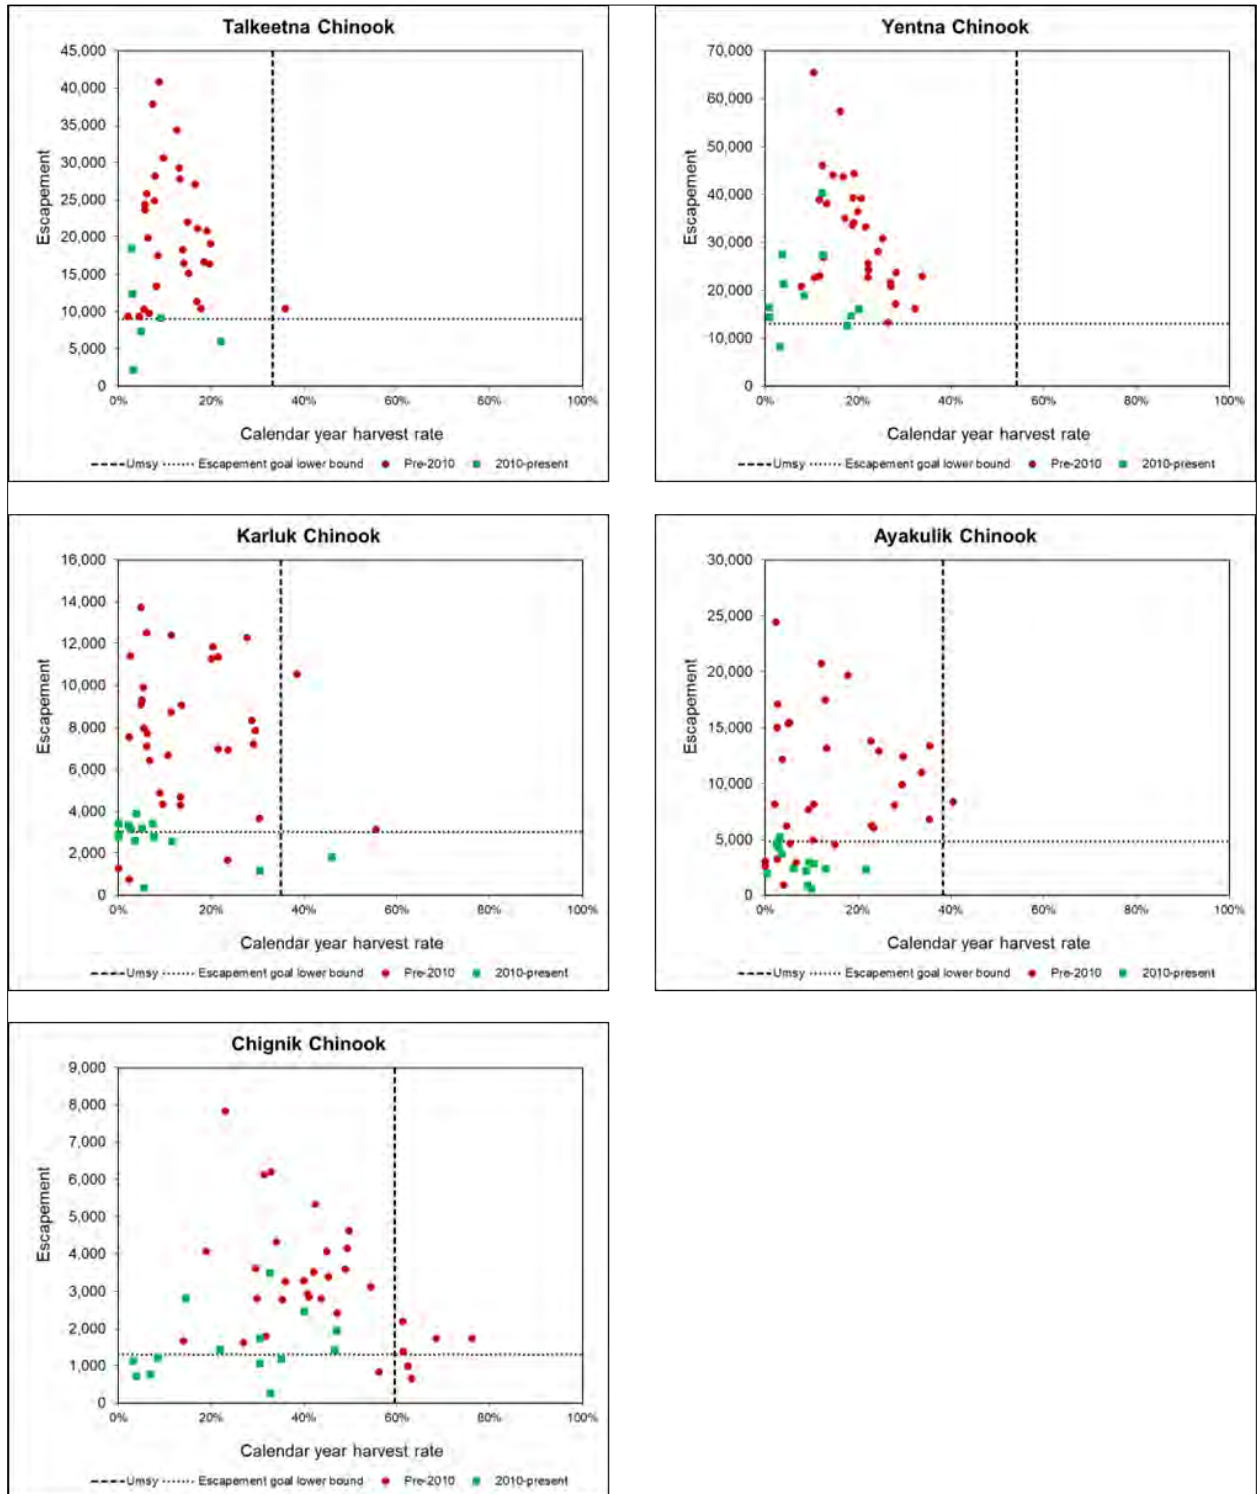 Talkeetna Chinook
45,000
40,000
35,000
30,000
25,000
20,000
15,000
10,000
5,000
0
Escapement
0% 20% 40% 60% 80% 100%
Calendar year harvest rate
Umsy Escapement goal lower bound Pre-2010 2010-present
Yentna Chinook
70,000
60,000
50,000
40,000
30,000
20,000
10,000
0
Escapement
0% 20% 40% 60% 80% 100%
Calendar year harvest rate
Umsy Escapement goal lower bound Pre-2010 2010-present
Karluk Chinook
16,000
14,000
12,000
10,000
8,000
6,000
4,000
2,000
0
Escapement
0% 20% 40% 60% 80% 100%
Calendar year harvest rate
Umsy Escapement goal lower bound Pre-2010 2010-present
Ayakulik Chinook
30,000
25,000
20,000
15,000
10,000
5,000
0
Escapement
0% 20% 40% 60% 80% 100%
Calendar year harvest rate
Umsy Escapement goal lower bound Pre-2010 2010-present
Chignik Chinook
9,000
8,000
7,000
6,000
5,000
4,000
3,000
2,000
1,000
0
Escapement
0% 20% 40% 60% 80% 100%
Calendar year harvest rate
Umsy Escapement goal lower bound Pre-2010 2010-present